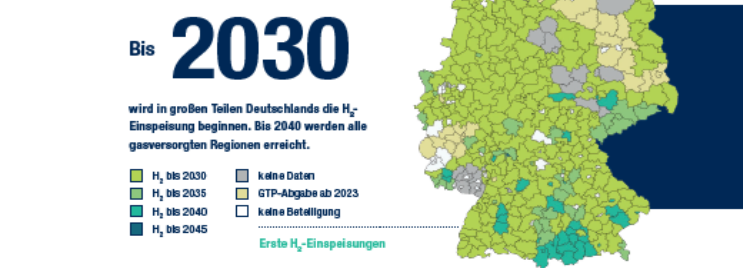 Bis 2030
wird in großen Teilen Deutschlands die H₂-
Einspeisung beginnen. Bis 2040 werden alle
gasversorgten Regionen erreicht.
H₂ bis 2030
H₂ bis 2035
H₂ bis 2040
H₂ bis 2045
keine Daten
GTP-Abgabe ab 2023
keine Beteiligung
Erste H₂-Einspeisungen